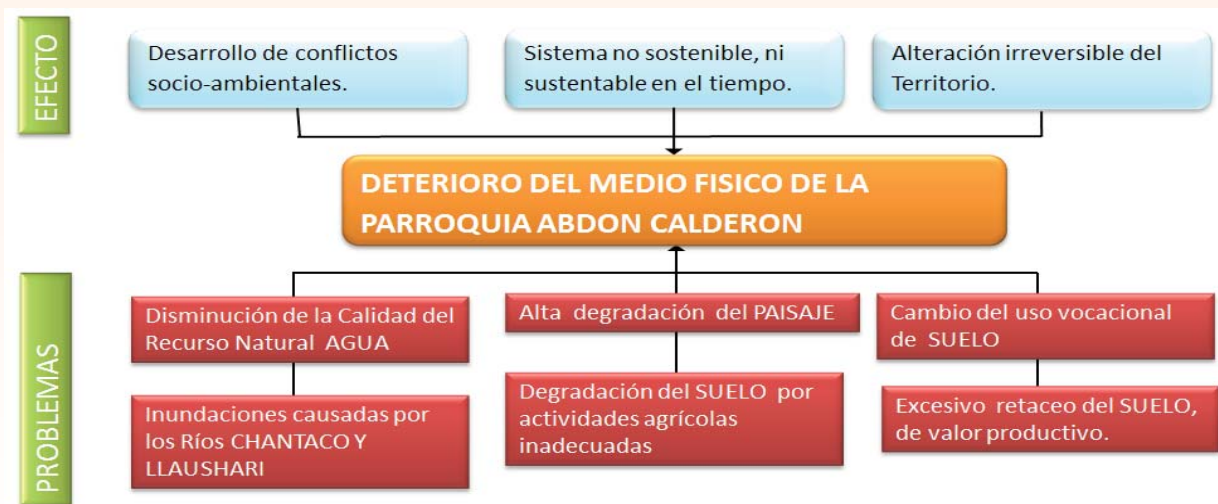 EFECTO
Desarrollo de conflictos
socio-ambientales.
Sistema no sostenible, ni
sustentable en el tiempo.
Alteración irreversible del
Territorio.
DETERIORO DEL MEDIO FISICO DE LA
PARROQUIA ABDON CALDERON
PROBLEMAS
Disminución de la Calidad del
Recurso Natural AGUA
Alta degradación del PAISAJE
Cambio del uso vocacional
de SUELO
Inundaciones causadas por
los Ríos CHANTACO Y
LLAUSHARI
Degradación del SUELO por
actividades agrícolas
inadecuadas
Excesivo retaceo del SUELO,
de valor productivo.